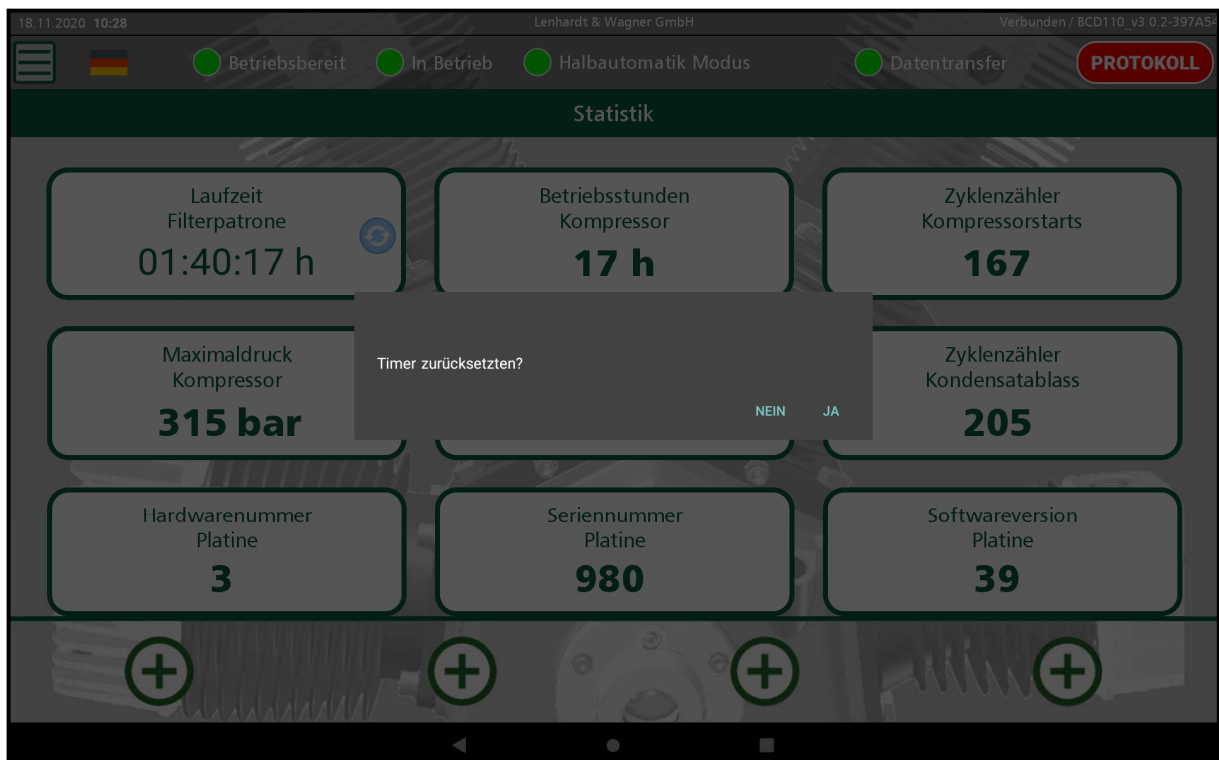 18.11.2020 10:28
Lenhardt & Wagner GmbH
Verbunden / BCD110_v3.0.2-397A54
Betriebsbereit
In Betrieb
Halbautomatik Modus
Datentransfer
PROTOKOLL
Statistik
Laufzeit
Filterpatrone
01:40:17 h
Betriebsstunden
Kompressor
17 h
Zyklenzähler
Kompressorstarts
167
Maximaldruck
Kompressor
315 bar
Timer zurücksetzten?
NEIN
JA
Zyklenzähler
Kondensatablass
205
Hardwarenummer
Platine
3
Seriennummer
Platine
980
Softwareversion
Platine
39